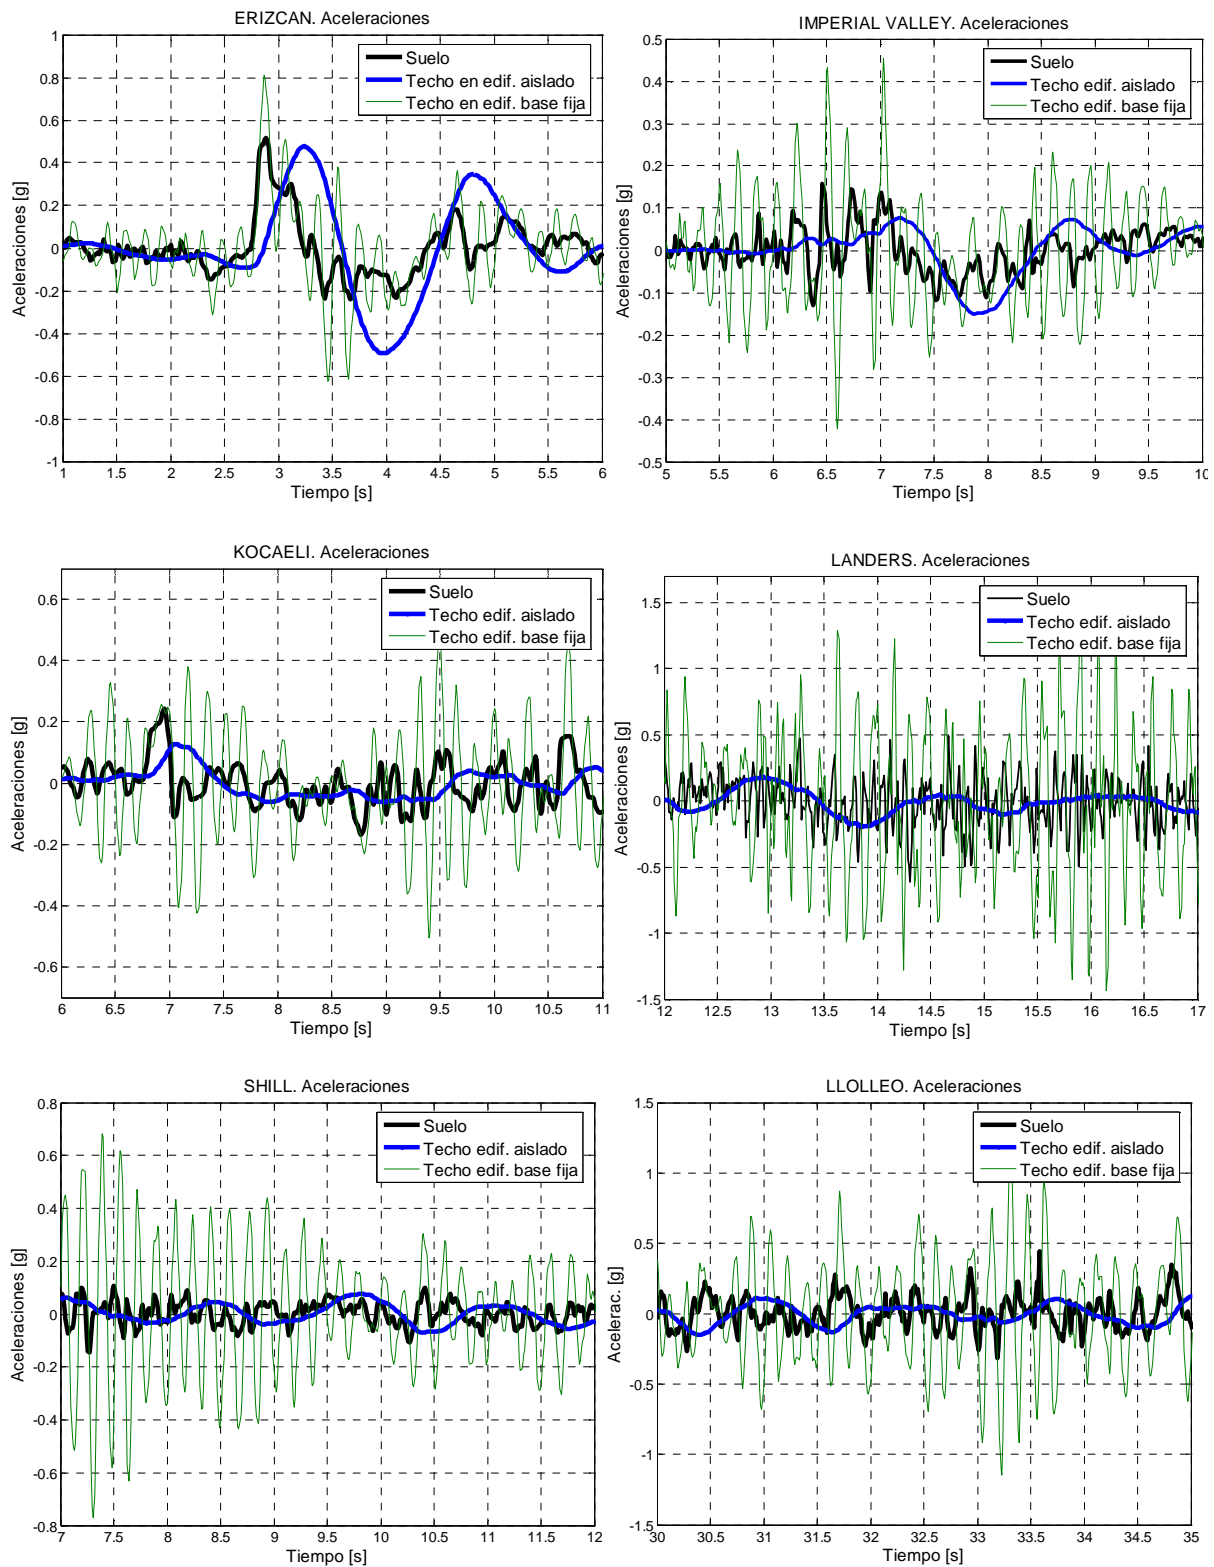 ERIZCAN. Aceleraciones
1
0.8
0.6
0.4
0.2
0
-0.2
-0.4
-0.6
-0.8
-1
Aceleraciones [g]
Suelo
Techo en edif. aislado
Techo en edif. base fija
1 1.5 2 2.5 3 3.5 4 4.5 5 5.5 6
Tiempo [s]
IMPERIAL VALLEY. Aceleraciones
0.5
0.4
0.3
0.2
0.1
0
-0.1
-0.2
-0.3
-0.4
-0.5
Aceleraciones [g]
Suelo
Techo en edif. aislado
Techo edif. base fija
5 5.5 6 6.5 7 7.5 8 8.5 9 9.5 10
Tiempo [s]
KOCAELI. Aceleraciones
0.6
0.4
0.2
0
-0.2
-0.4
-0.6
Aceleraciones [g]
Suelo
Techo edif. aislado
Techo edif. base fija
6 6.5 7 7.5 8 8.5 9 9.5 10 10.5 11
Tiempo [s]
LANDERS. Aceleraciones
1.5
1
0.5
0
-0.5
-1
-1.5
Aceleraciones [g]
Suelo
Techo edif. aislado
Techo edif. base fija
12 12.5 13 13.5 14 14.5 15 15.5 16 16.5 17
Tiempo [s]
SHILL. Aceleraciones
0.8
0.6
0.4
0.2
0
-0.2
-0.4
-0.6
-0.8
Aceleraciones [g]
Suelo
Techo edif. aislado
Techo edif. base fija
7 7.5 8 8.5 9 9.5 10 10.5 11 11.5 12
Tiempo [s]
LLOLLEO. Aceleraciones
1.5
1
0.5
0
-0.5
-1
-1.5
Acelerac. [g]
Suelo
Techo edif. aislado
Techo edif. base fija
30 30.5 31 31.5 32 32.5 33 33.5 34 34.5 35
Tiempo [s]